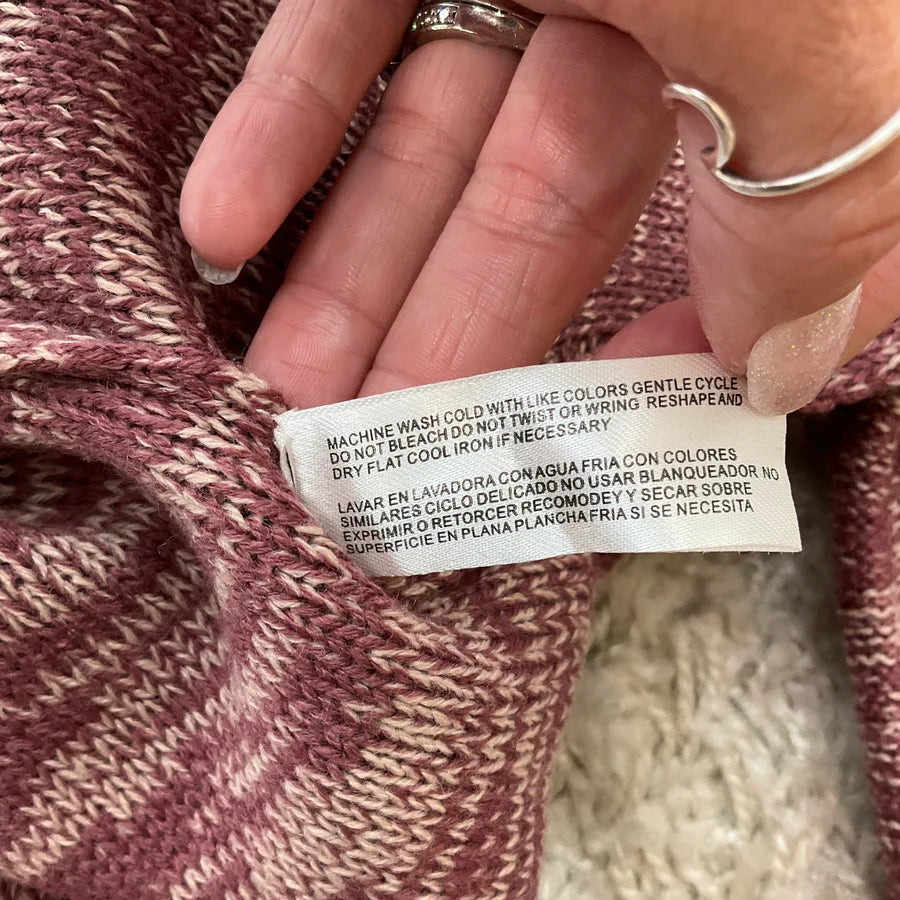 MACHINE WASH COLD WITH LIKE COLORS GENTLE CYCLE
DO NOT BLEACH DO NOT TWIST OR WRING RESHAPE AND
DRY FLAT COOL IRON IF NECESSARY
LAVAR EN LAVADORA CON AGUA FRIA CON COLORES
SIMILARES CICLO DELICADO NO USAR BLANQUEADOR NO
EXPRIMIR O RETORCER RECOMODEY Y SECAR SOBRE
SUPERFICIE EN PLANA PLANCHA FRIA SI SE NECESITA